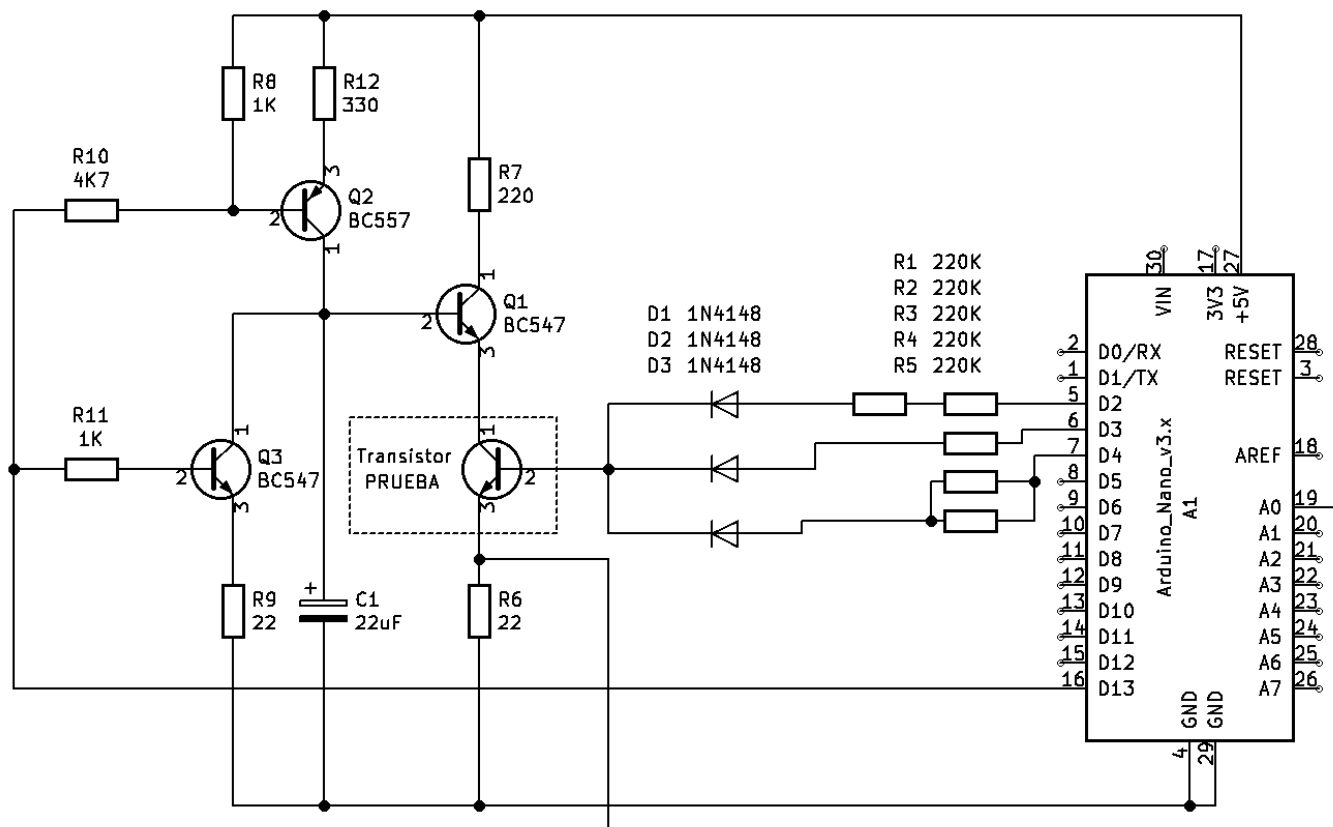 R8
1K
R12
330
R10
4K7
3
2
Q2
BC557
1
R7
220
1
2
Q1
BC547
3
R11
1K
1
2
Q3
BC547
3
Transistor
PRUEBA
1
2
3
R9
22
+
C1
22uF
R6
22
D1 1N4148
D2 1N4148
D3 1N4148
R1 220K
R2 220K
R3 220K
R4 220K
R5 220K
30
VIN
17
3V3
27
+5V
2 D0/RX
1 D1/TX
5 D2
6 D3
7 D4
8 D5
9 D6
10 D7
11 D8
12 D9
13 D10
14 D11
15 D12
16 D13
Arduino_Nano_v3.x
A1
RESET 28
RESET 3
AREF 18
A0 19
A1 20
A2 21
A3 22
A4 23
A5 24
A6 25
A7 26
GND
4
GND
29